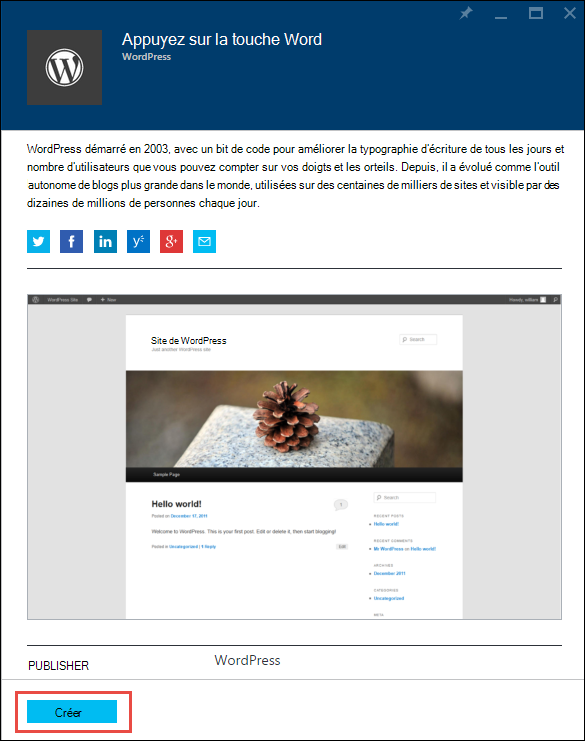 Appuyez sur la touche Word
WordPress
WordPress démarré en 2003, avec un bit de code pour améliorer la typographie d'écriture de tous les jours et
nombre d'utilisateurs que vous pouvez compter sur vos doigts et les orteils. Depuis, il a évolué comme l'outil
autonome de blogs plus grande dans le monde, utilisées sur des centaines de milliers de sites et visible par des
dizaines de millions de personnes chaque jour.
WordPress Site + New Howdy, william
Site de WordPress
Just another WordPress site
Search
Sample Page
Hello world!
1
Posted on December 17, 2011
Welcome to WordPress. This is your first post. Edit or delete it, then start blogging!
Posted in Uncategorized | 1 Reply
Edit
Search
RECENT POSTS
Hello world!
RECENT COMMENTS
Mr WordPress on Hello world!
ARCHIVES
December 2011
CATEGORIES
Uncategorized
META
PUBLISHER WordPress
Créer